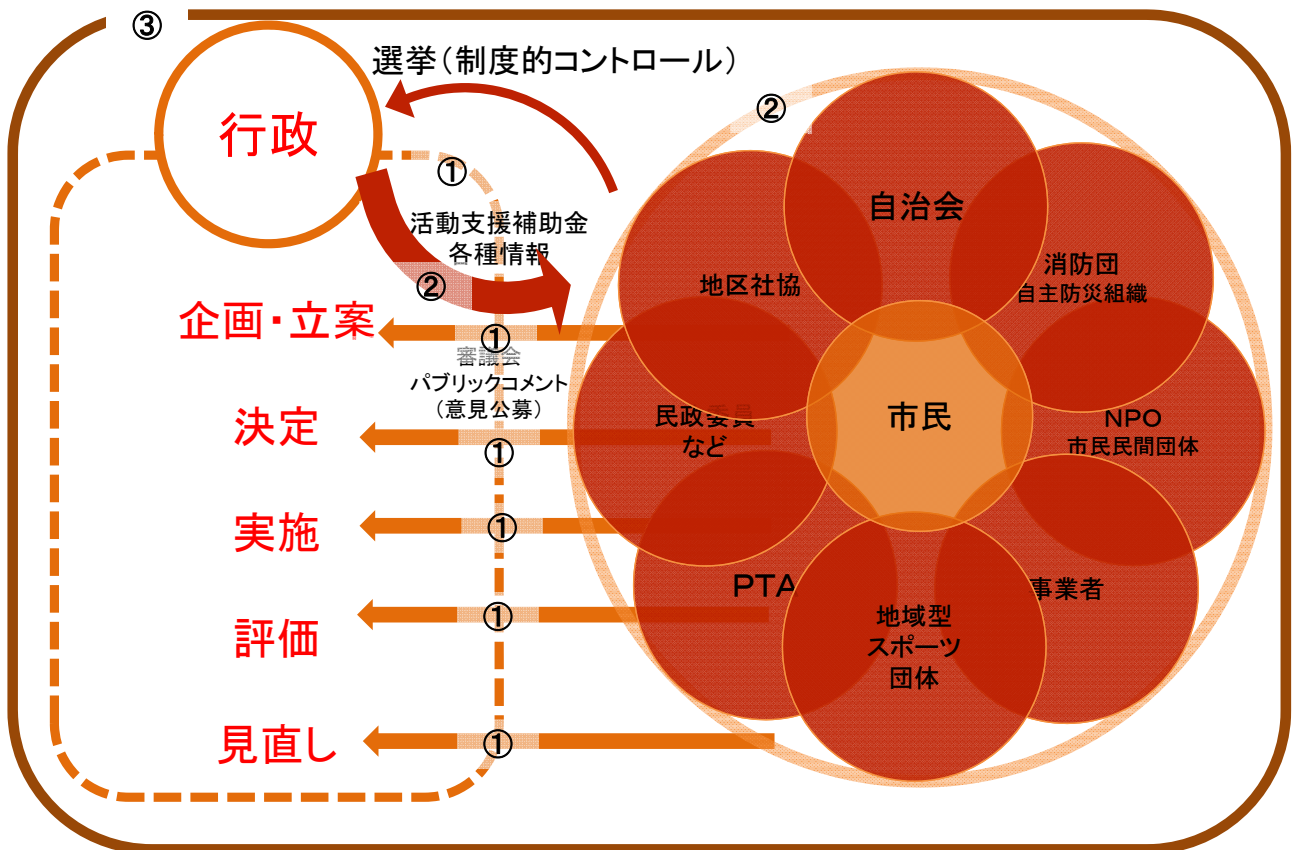 ③
選挙(制度的コントロール)
行政
①
活動支援補助金
各種情報
②
企画・立案
①
審議会
パブリックコメント
(意見公募)
決定
①
実施
①
評価
①
見直し
①
②
自治会
消防団
自主防災組織
地区社協
市民
民政委員
など
NPO
市民民間団体
PTA
事業者
地域型
スポーツ
団体